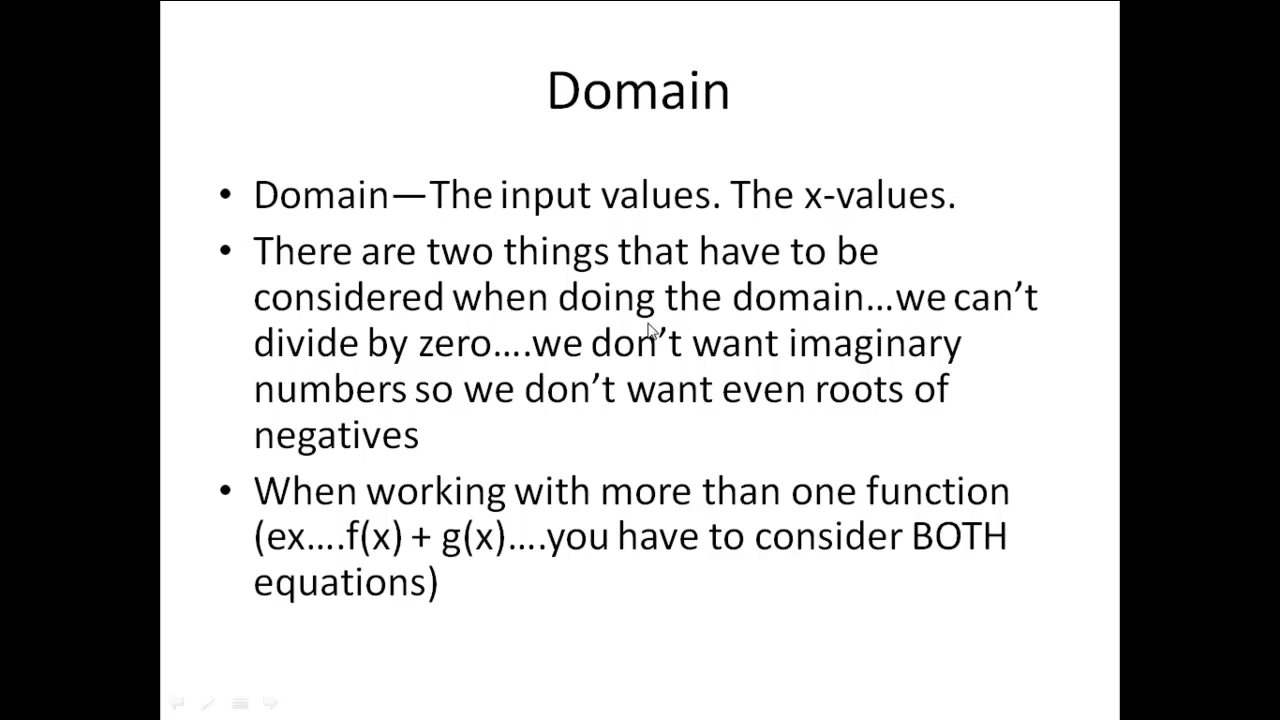 Domain
• Domain—The input values. The x-values.
• There are two things that have to be
considered when doing the domain…we can’t
divide by zero….we don’t want imaginary
numbers so we don’t want even roots of
negatives
• When working with more than one function
(ex….f(x) + g(x)….you have to consider BOTH
equations)